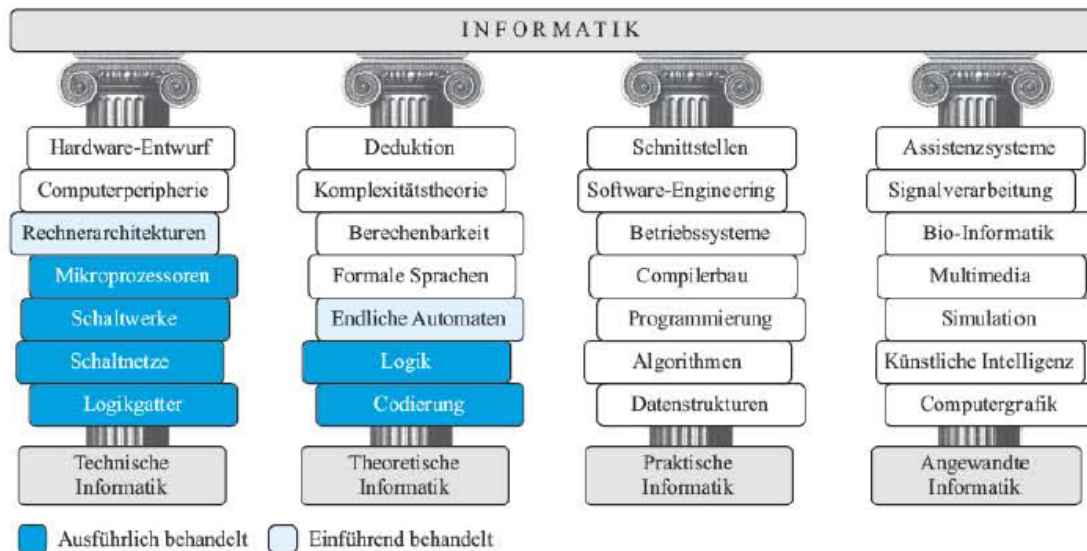 INFORMATIK
Hardware-Entwurf
Computerperipherie
Rechnerarchitekturen
Mikroprozessoren
Schaltwerke
Schaltnetze
Logikgatter
Technische
Informatik
Deduktion
Komplexitätstheorie
Berechenbarkeit
Formale Sprachen
Endliche Automaten
Logik
Codierung
Theoretische
Informatik
Schnittstellen
Software-Engineering
Betriebssysteme
Compilerbau
Programmierung
Algorithmen
Datenstrukturen
Praktische
Informatik
Assistenzsysteme
Signalverarbeitung
Bio-Informatik
Multimedia
Simulation
Künstliche Intelligenz
Computergrafik
Angewandte
Informatik
Ausführlich behandelt
Einführend behandelt